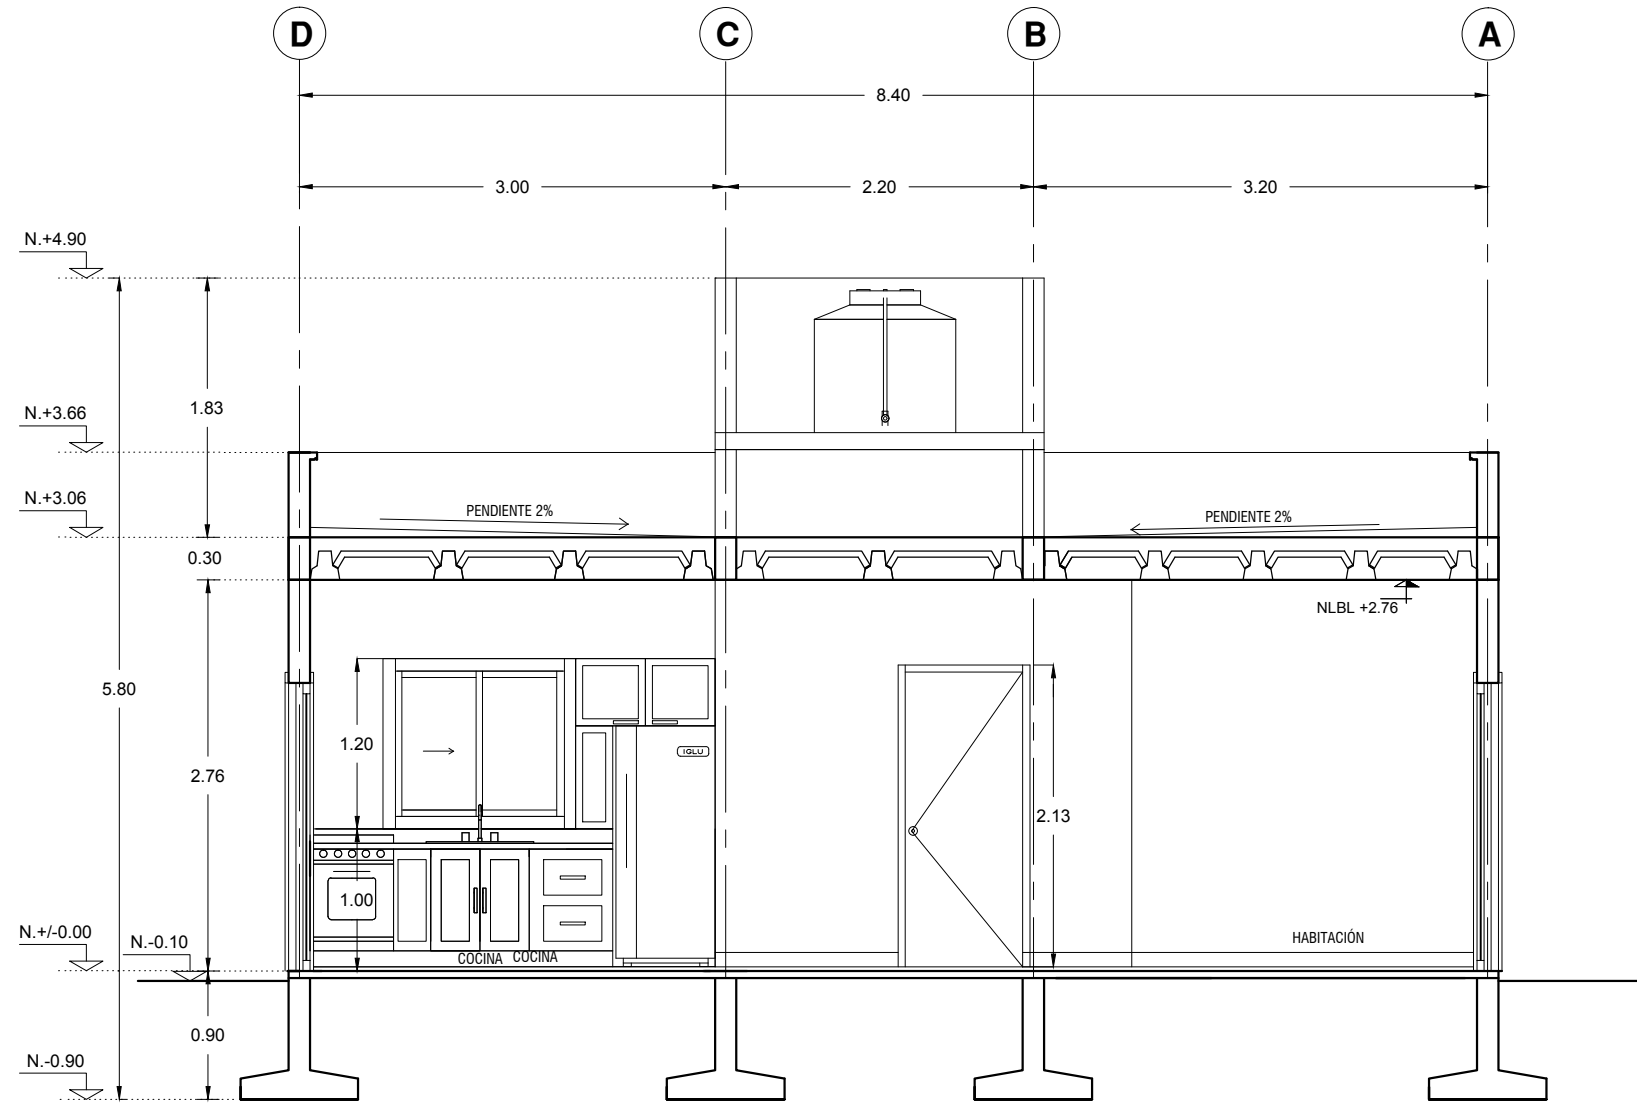 D C B A
8.40
3.00 2.20 3.20
N.+4.90
1.83
N.+3.66
N.+3.06
PENDIENTE 2% PENDIENTE 2%
0.30
NLBL +2.76
5.80
1.20
IGLU
2.76
2.13
1.00
N.+/-0.00
N.-0.10
HABITACIÓN
COCINA COCINA
0.90
N.-0.90